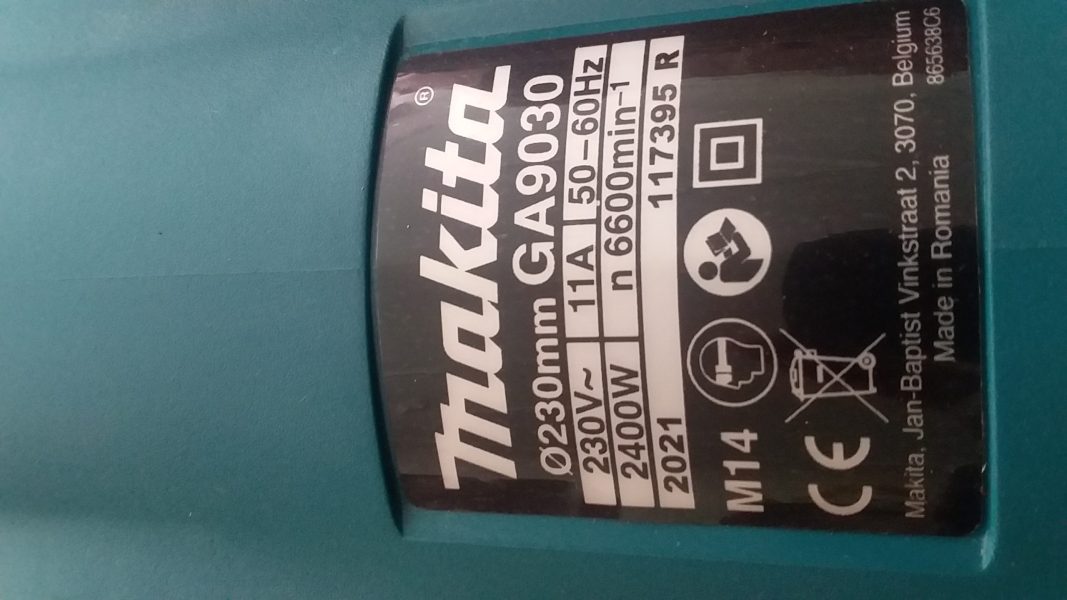 makita®
Ø230mm GA9030
230V~ 11A 50-60Hz
2400W n 6600min⁻¹
2021 117395 R
M14
CE
Makita, Jan-Baptist Vinkstraat 2, 3070, Belgium
Made in Romania 865638C6